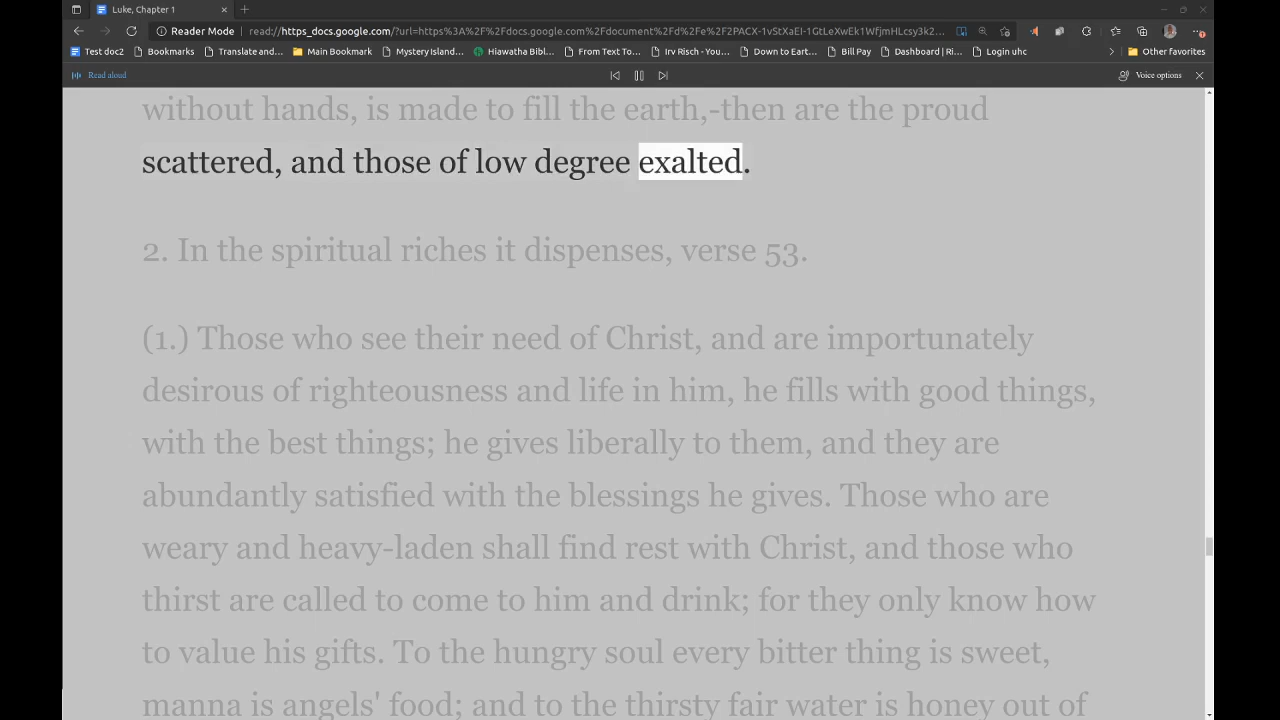 Luke, Chapter 1
Reader Mode
read://https_docs.google.com/?url=https%3A%2F%2Fdocs.google.com%2Fdocument%2Fd%2Fe%2F2PACX-1vStXaEI-1GtLeXwEk1WfjmHLcsy3k2...
Test doc2
Bookmarks
Translate and...
Main Bookmark
Mystery Island...
Hiawatha Bibl...
From Text To...
Irv Risch - You...
Down to Eart...
Bill Pay
Dashboard | Ri...
Login uhc
Other favorites
Read aloud
Voice options
without hands, is made to fill the earth,-then are the proud
scattered, and those of low degree exalted.
2. In the spiritual riches it dispenses, verse 53.
(1.) Those who see their need of Christ, and are importunately
desirous of righteousness and life in him, he fills with good things,
with the best things; he gives liberally to them, and they are
abundantly satisfied with the blessings he gives. Those who are
weary and heavy-laden shall find rest with Christ, and those who
thirst are called to come to him and drink; for they only know how
to value his gifts. To the hungry soul every bitter thing is sweet,
manna is angels' food; and to the thirsty fair water is honey out of